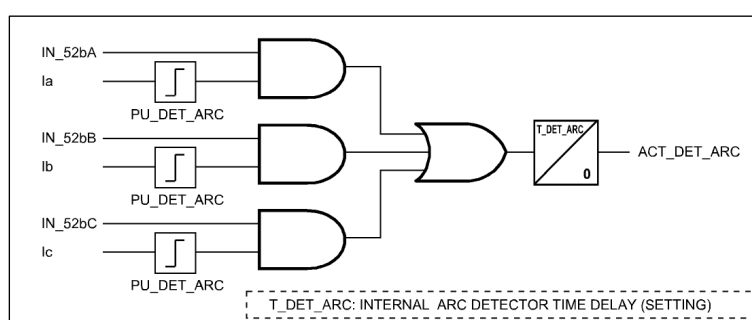 IN_52bA
Ia
PU_DET_ARC
IN_52bB
Ib
PU_DET_ARC
IN_52bC
Ic
PU_DET_ARC
T_DET_ARC
0
ACT_DET_ARC
T_DET_ARC: INTERNAL ARC DETECTOR TIME DELAY (SETTING)